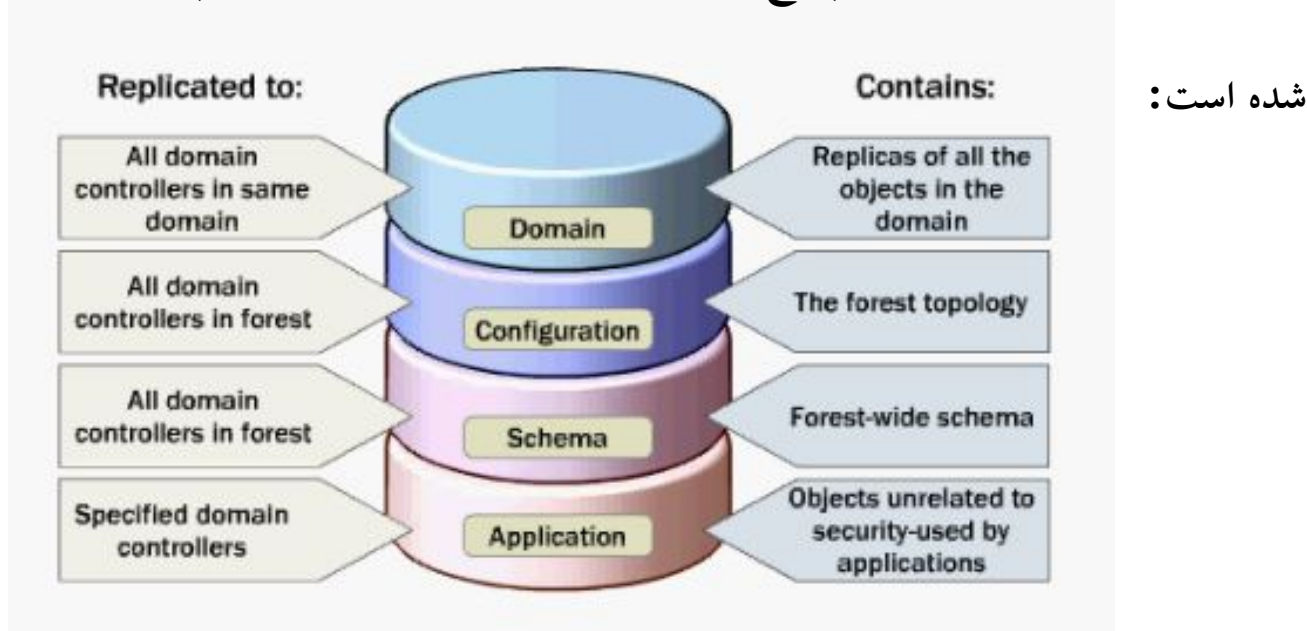 شده است:
Replicated to:
Contains:
All domain
controllers in same
domain
Domain
Replicas of all the
objects in the
domain
All domain
controllers in forest
Configuration
The forest topology
All domain
controllers in forest
Schema
Forest-wide schema
Specified domain
controllers
Application
Objects unrelated to
security-used by
applications